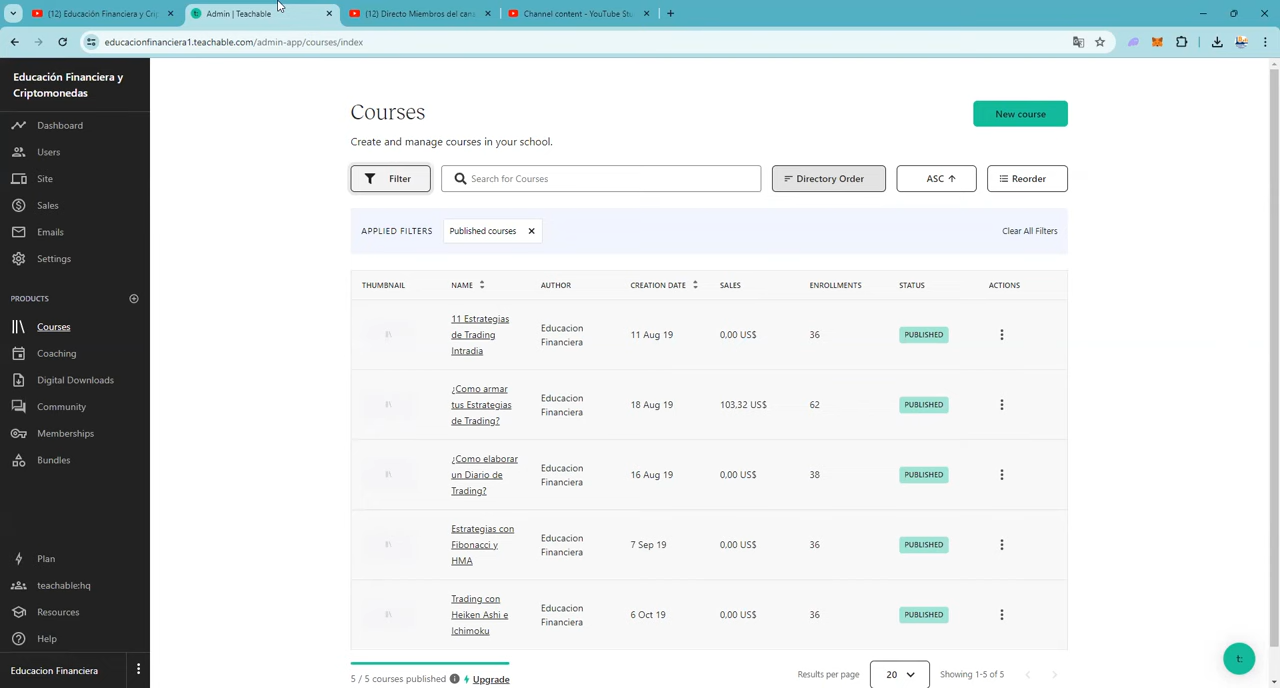 (12) Educación Financiera y Crip
Admin | Teachable
(12) Directo Miembros del cana
Channel content - YouTube Stu
educacionfinanciera1.teachable.com/admin-app/courses/index
Educación Financiera y
Criptomonedas
Dashboard
Users
Site
Sales
Emails
Settings
PRODUCTS
Courses
Coaching
Digital Downloads
Community
Memberships
Bundles
Plan
teachable:hq
Resources
Help
Educacion Financiera
Courses
New course
Create and manage courses in your school.
Filter
Search for Courses
Directory Order
ASC
Reorder
APPLIED FILTERS
Published courses
Clear All Filters
THUMBNAIL NAME AUTHOR CREATION DATE SALES ENROLLMENTS STATUS ACTIONS
11 Estrategias
de Trading
Intradia
Educacion
Financiera
11 Aug 19
0,00 US$
36
PUBLISHED
¿Como armar
tus Estrategias
de Trading?
Educacion
Financiera
18 Aug 19
103,32 US$
62
PUBLISHED
¿Como elaborar
un Diario de
Trading?
Educacion
Financiera
16 Aug 19
0,00 US$
38
PUBLISHED
Estrategias con
Fibonacci y
HMA
Educacion
Financiera
7 Sep 19
0,00 US$
36
PUBLISHED
Trading con
Heiken Ashi e
Ichimoku
Educacion
Financiera
6 Oct 19
0,00 US$
36
PUBLISHED
5 / 5 courses published
Upgrade
Results per page
20
Showing 1-5 of 5
t: